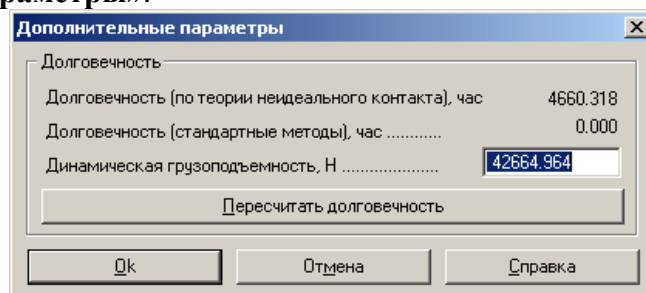 Дополнительные параметры
Долговечность
Долговечность (по теории неидеального контакта), час 4660.318
Долговечность (стандартные методы), час ............ 0.000
Динамическая грузоподъемность, Н ..................... 42664.964
Пересчитать долговечность
Ok Отмена Справка